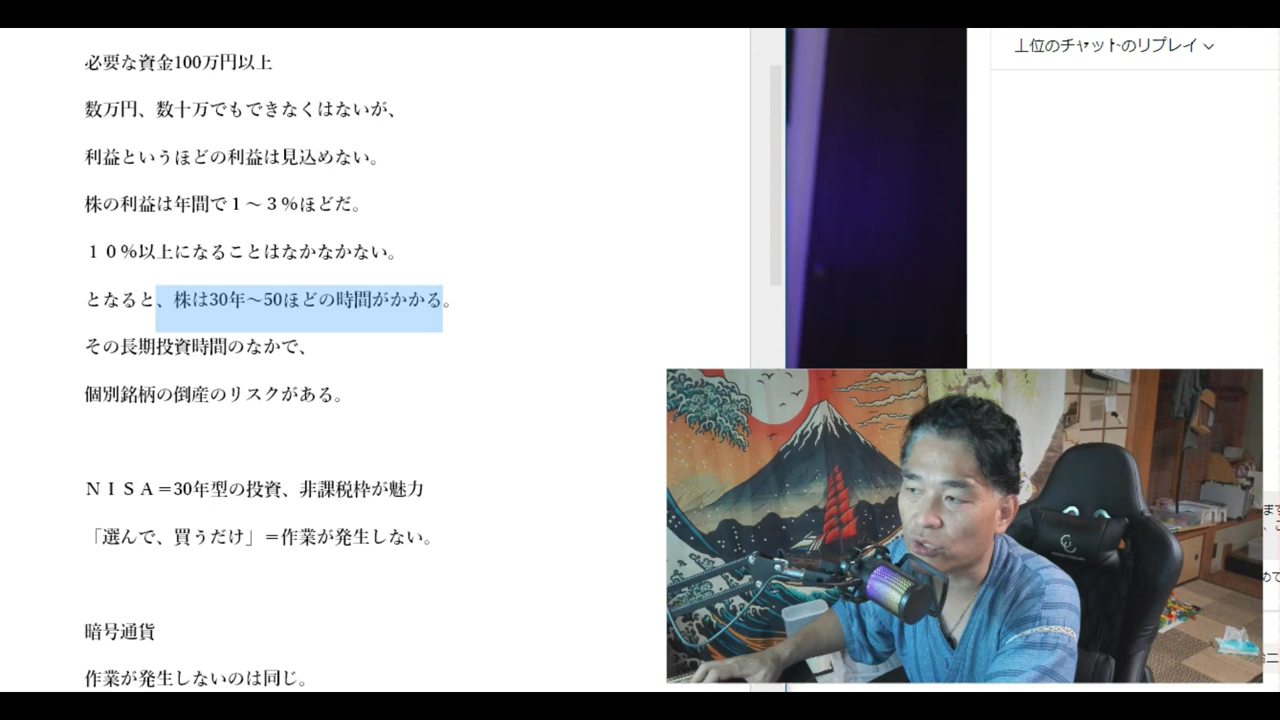 必要な資金100万円以上
数万円、数十万でもできなくはないが、
利益というほどの利益は見込めない。
株の利益は年間で１～３％ほどだ。
１０％以上になることはなかなかない。
となると、株は30年～50ほどの時間がかかる。
その長期投資時間のなかで、
個別銘柄の倒産のリスクがある。
ＮＩＳＡ＝30年型の投資、非課税枠が魅力
「選んで、買うだけ」＝作業が発生しない。
暗号通貨
作業が発生しないのは同じ。
上位のチャットのリプレイ
ます
めて